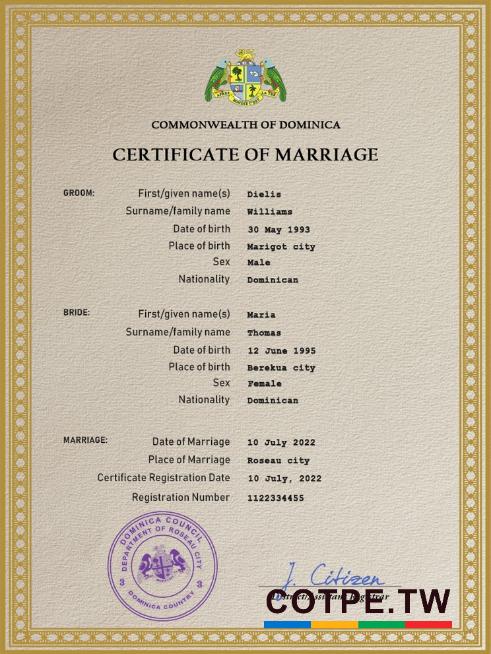 COMMONWEALTH OF DOMINICA
CERTIFICATE OF MARRIAGE
GROOM: First/given name(s) Dielis
Surname/family name Williams
Date of birth 30 May 1993
Place of birth Marigot city
Sex Male
Nationality Dominican
BRIDE: First/given name(s) Maria
Surname/family name Thomas
Date of birth 12 June 1995
Place of birth Berekua city
Sex Female
Nationality Dominican
MARRIAGE: Date of Marriage 10 July 2022
Place of Marriage Roseau city
Certificate Registration Date 10 July, 2022
Registration Number 1122334455
DOMINICA COUNCIL
DEPARTMENT OF ROSEAU CITY
3 3
DOMINICA COUNTRY
J. Citizen
COTPE.TW